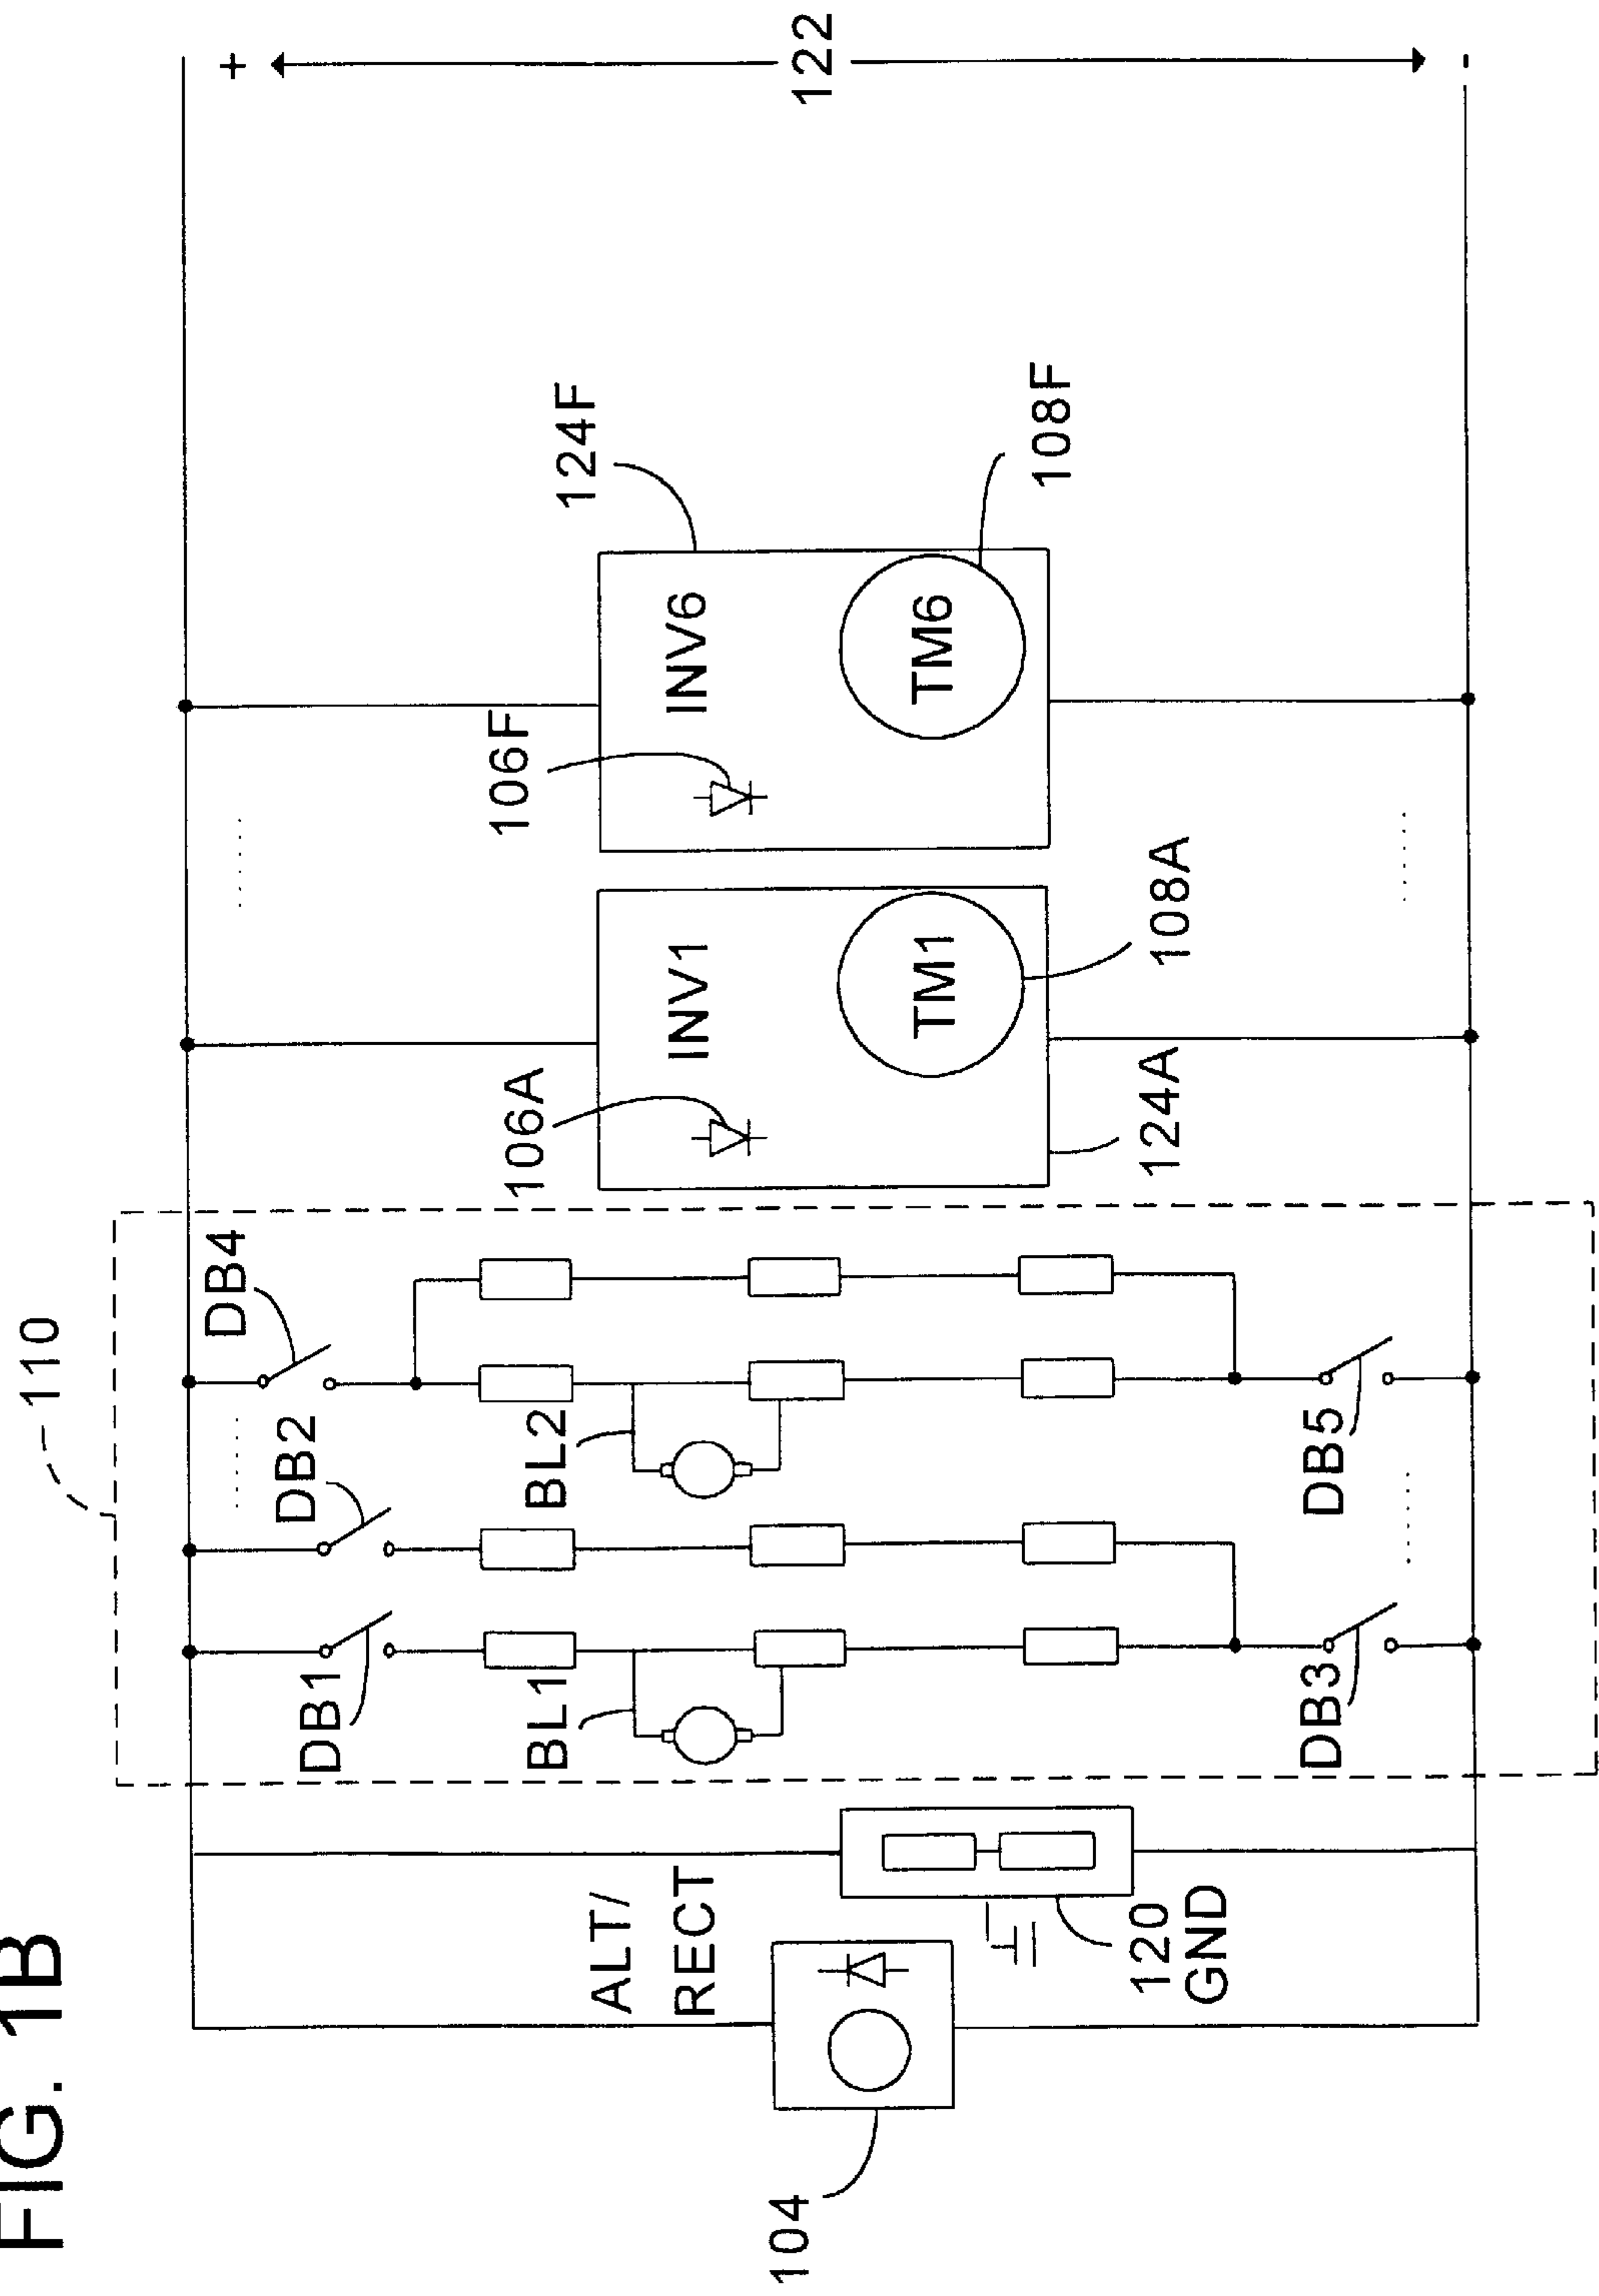 FIG. 1B
110
104
ALT/
RECT
120
GND
DB1
DB2
DB4
BL1
BL2
DB3
DB5
106A
INV1
TM1
108A
124A
106F
INV6
TM6
108F
124F
+
122
-